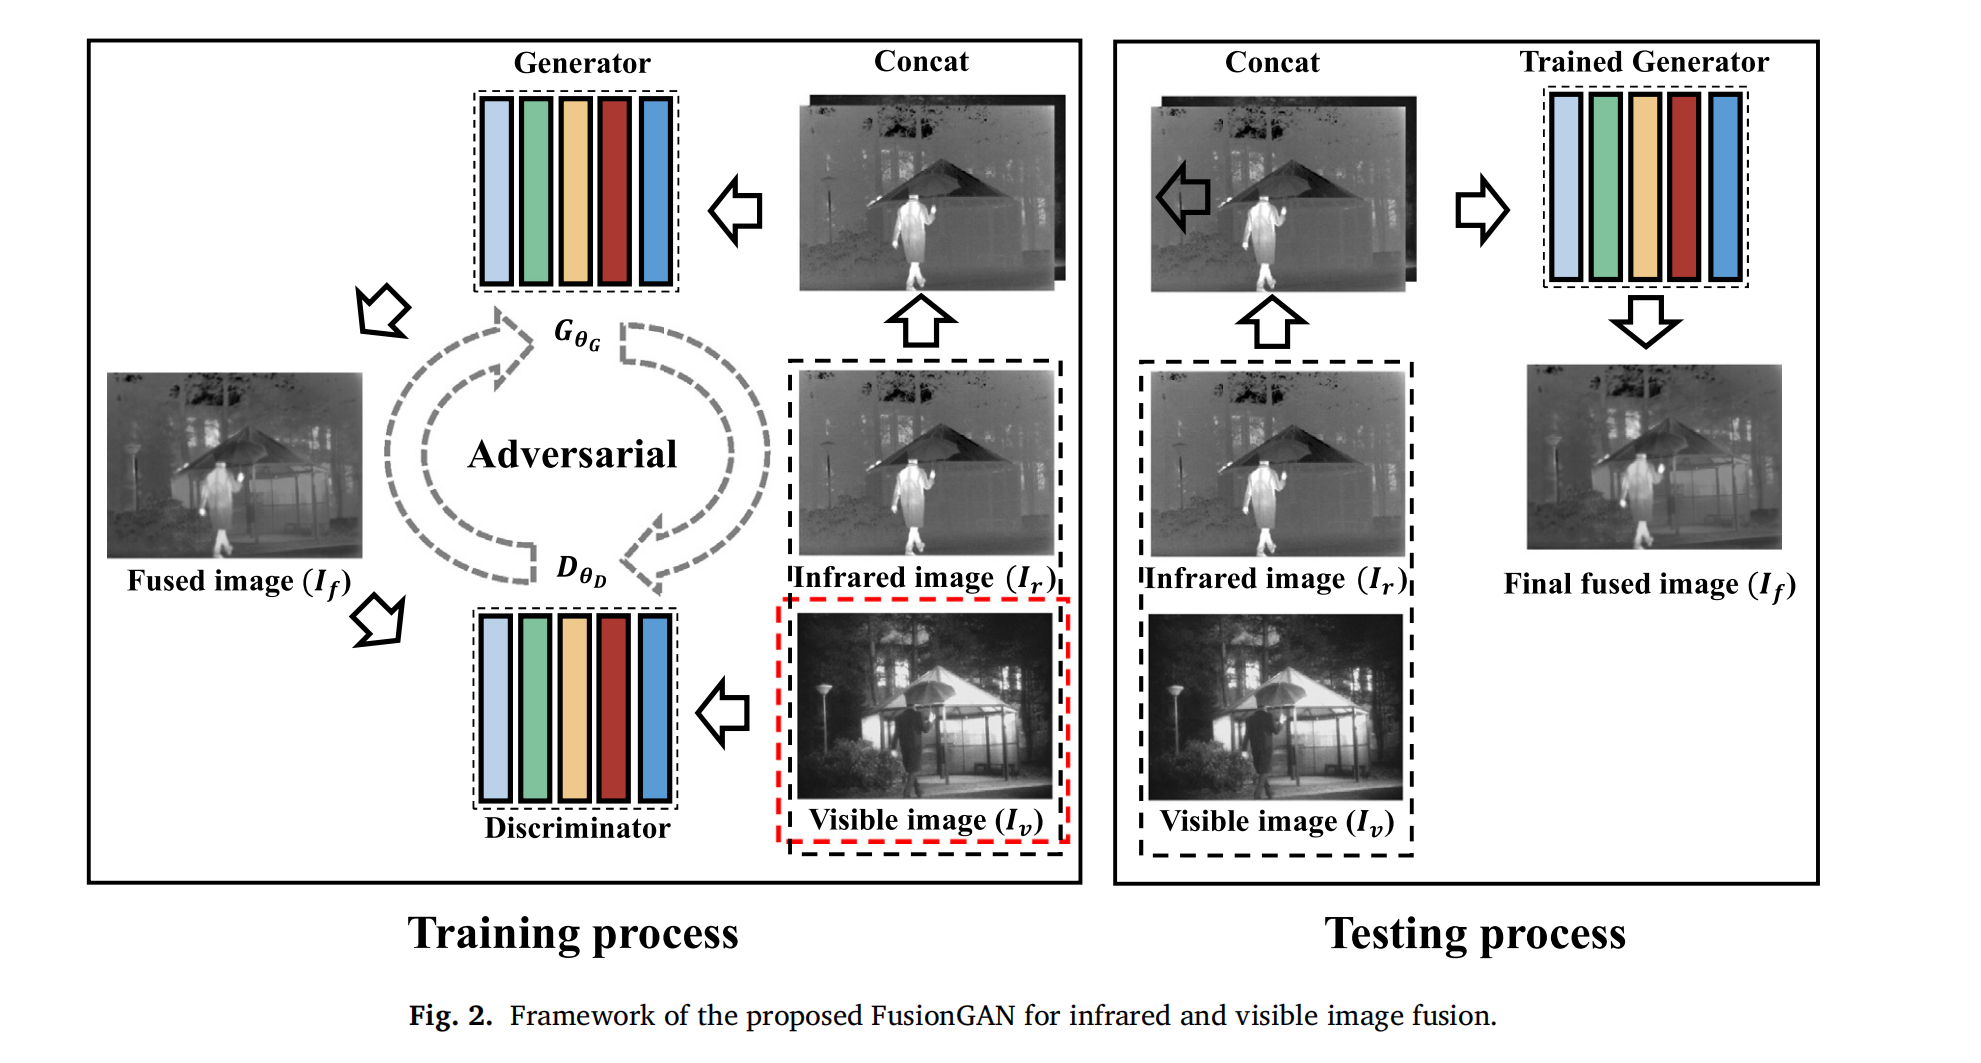 Generator
Concat
G_{θ_G}
Adversarial
D_{θ_D}
Fused image (I_f)
Infrared image (I_r)
Visible image (I_v)
Discriminator
Training process
Concat
Trained Generator
Infrared image (I_r)
Final fused image (I_f)
Visible image (I_v)
Testing process
Fig. 2. Framework of the proposed FusionGAN for infrared and visible image fusion.